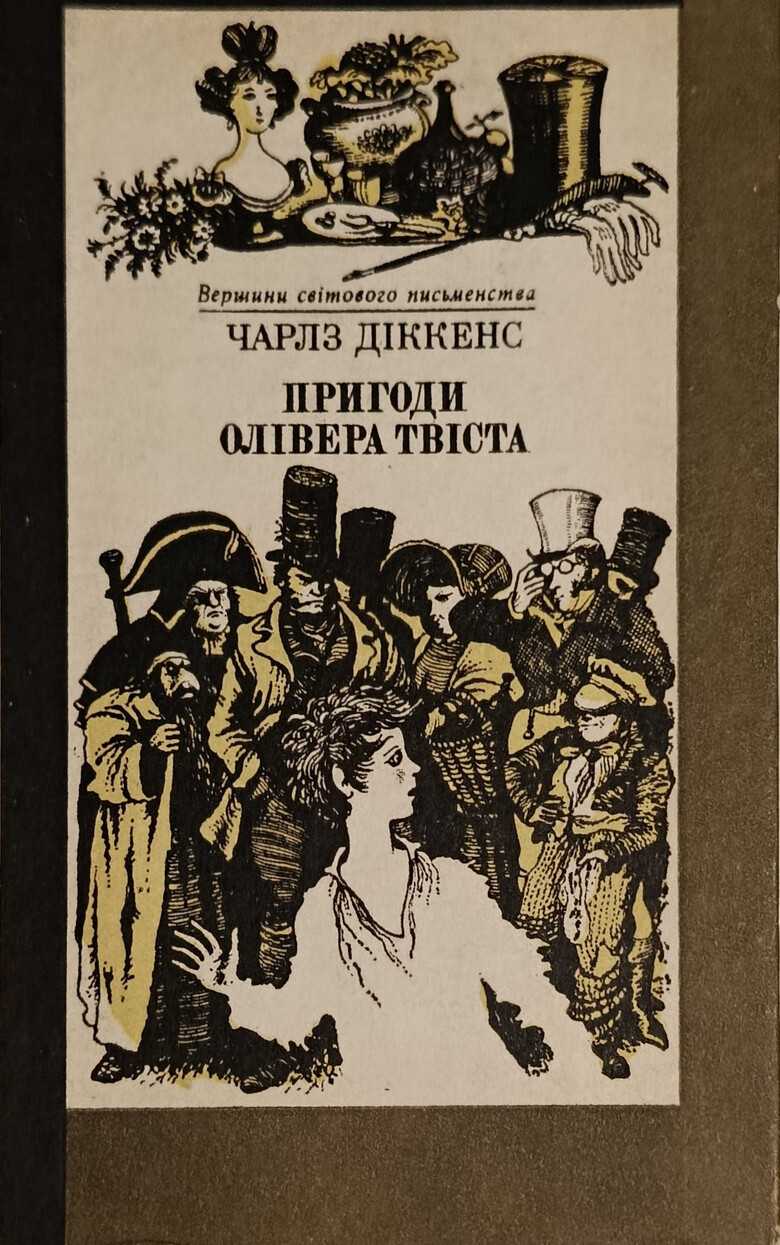 Вершини світового письменства
ЧАРЛЗ ДІККЕНС
ПРИГОДИ
ОЛІВЕРА ТВІСТА